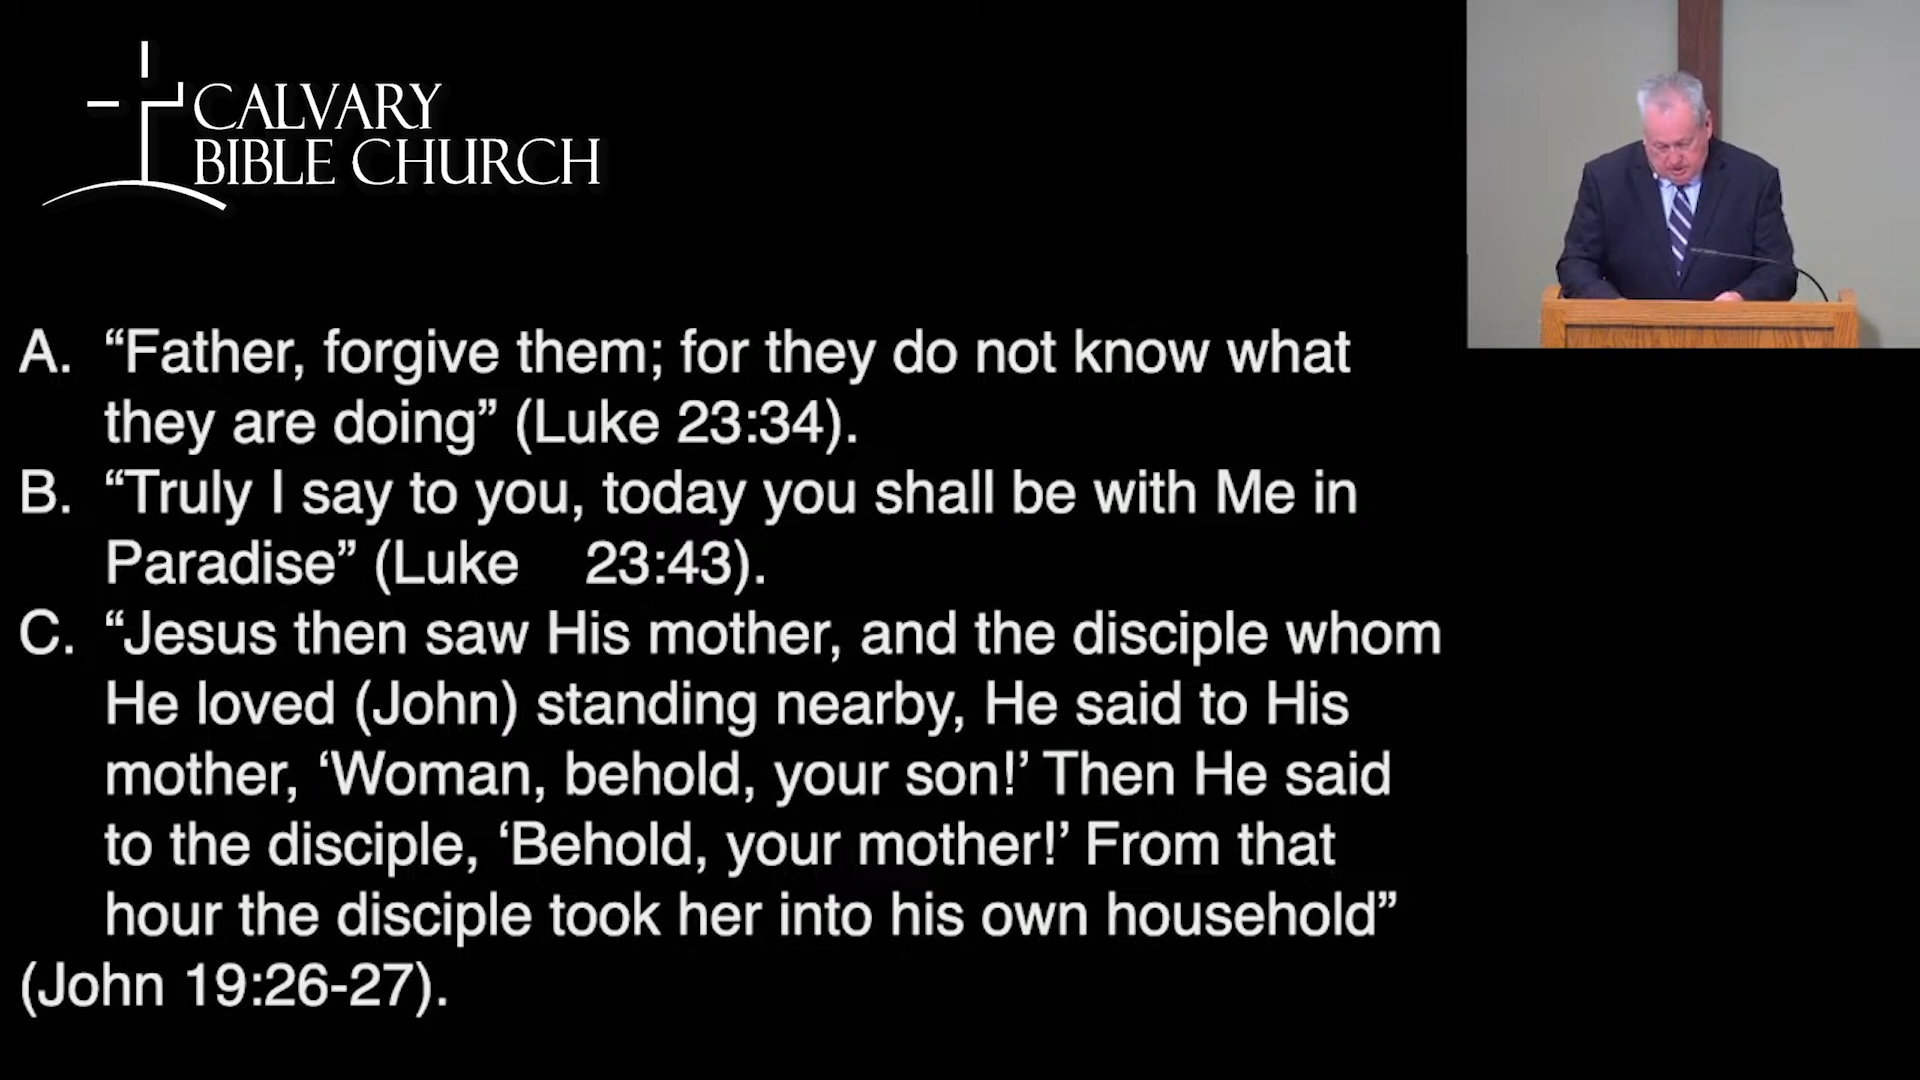 CALVARY
BIBLE CHURCH
A. “Father, forgive them; for they do not know what
they are doing” (Luke 23:34).
B. “Truly I say to you, today you shall be with Me in
Paradise” (Luke 23:43).
C. “Jesus then saw His mother, and the disciple whom
He loved (John) standing nearby, He said to His
mother, ‘Woman, behold, your son!’ Then He said
to the disciple, ‘Behold, your mother!’ From that
hour the disciple took her into his own household”
(John 19:26-27).